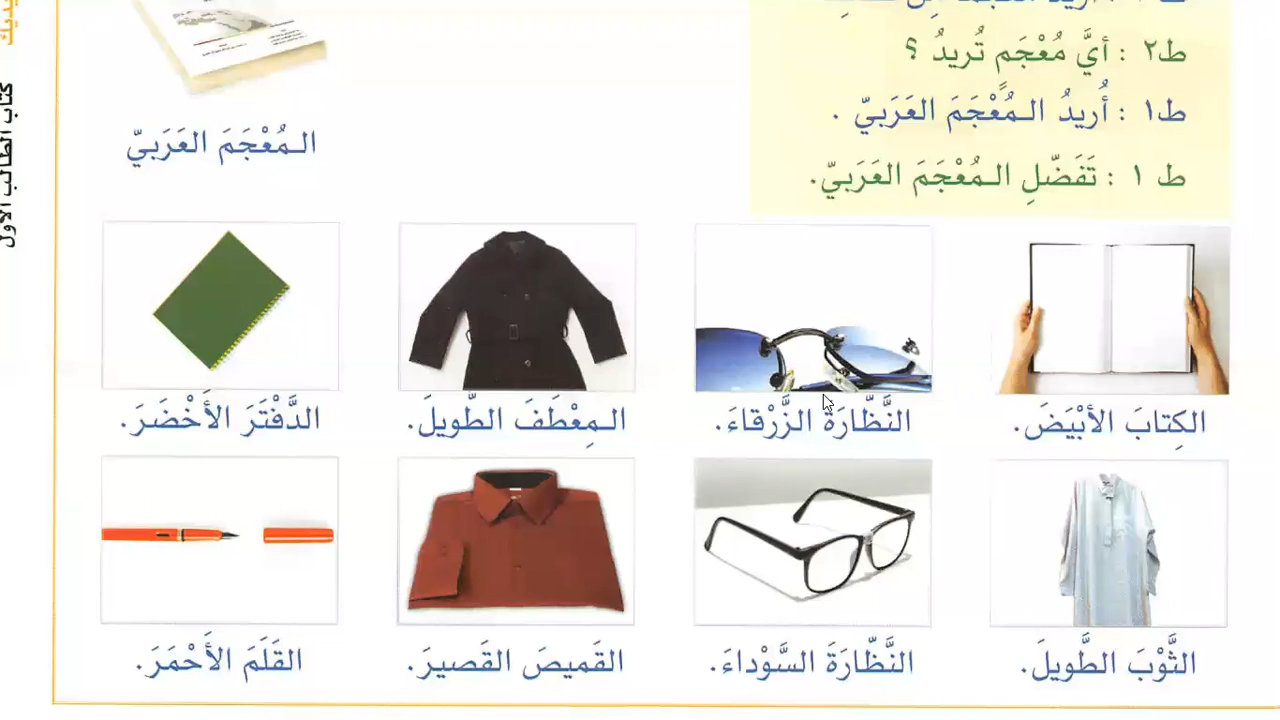 ط٢ : أيَّ مُعْجَمٍ تُريدُ ؟
ط١ : أُريدُ الـمُعْجَمَ العَرَبيّ .
ط ١ : تَفَضّلِ الـمُعْجَمَ العَرَبيّ.
الـمُعْجَمَ العَرَبيّ
الكِتابَ الأبْيَضَ.
النَّظّارَةَ الزَّرْقاءَ.
الـمِعْطَفَ الطّويلَ.
الدَّفْتَرَ الأَخْضَرَ.
الثَّوْبَ الطَّويلَ.
النَّظّارَةَ السَّوْداءَ.
القَميصَ القَصيرَ.
القَلَمَ الأَحْمَرَ.
كتاب الطالب الأول